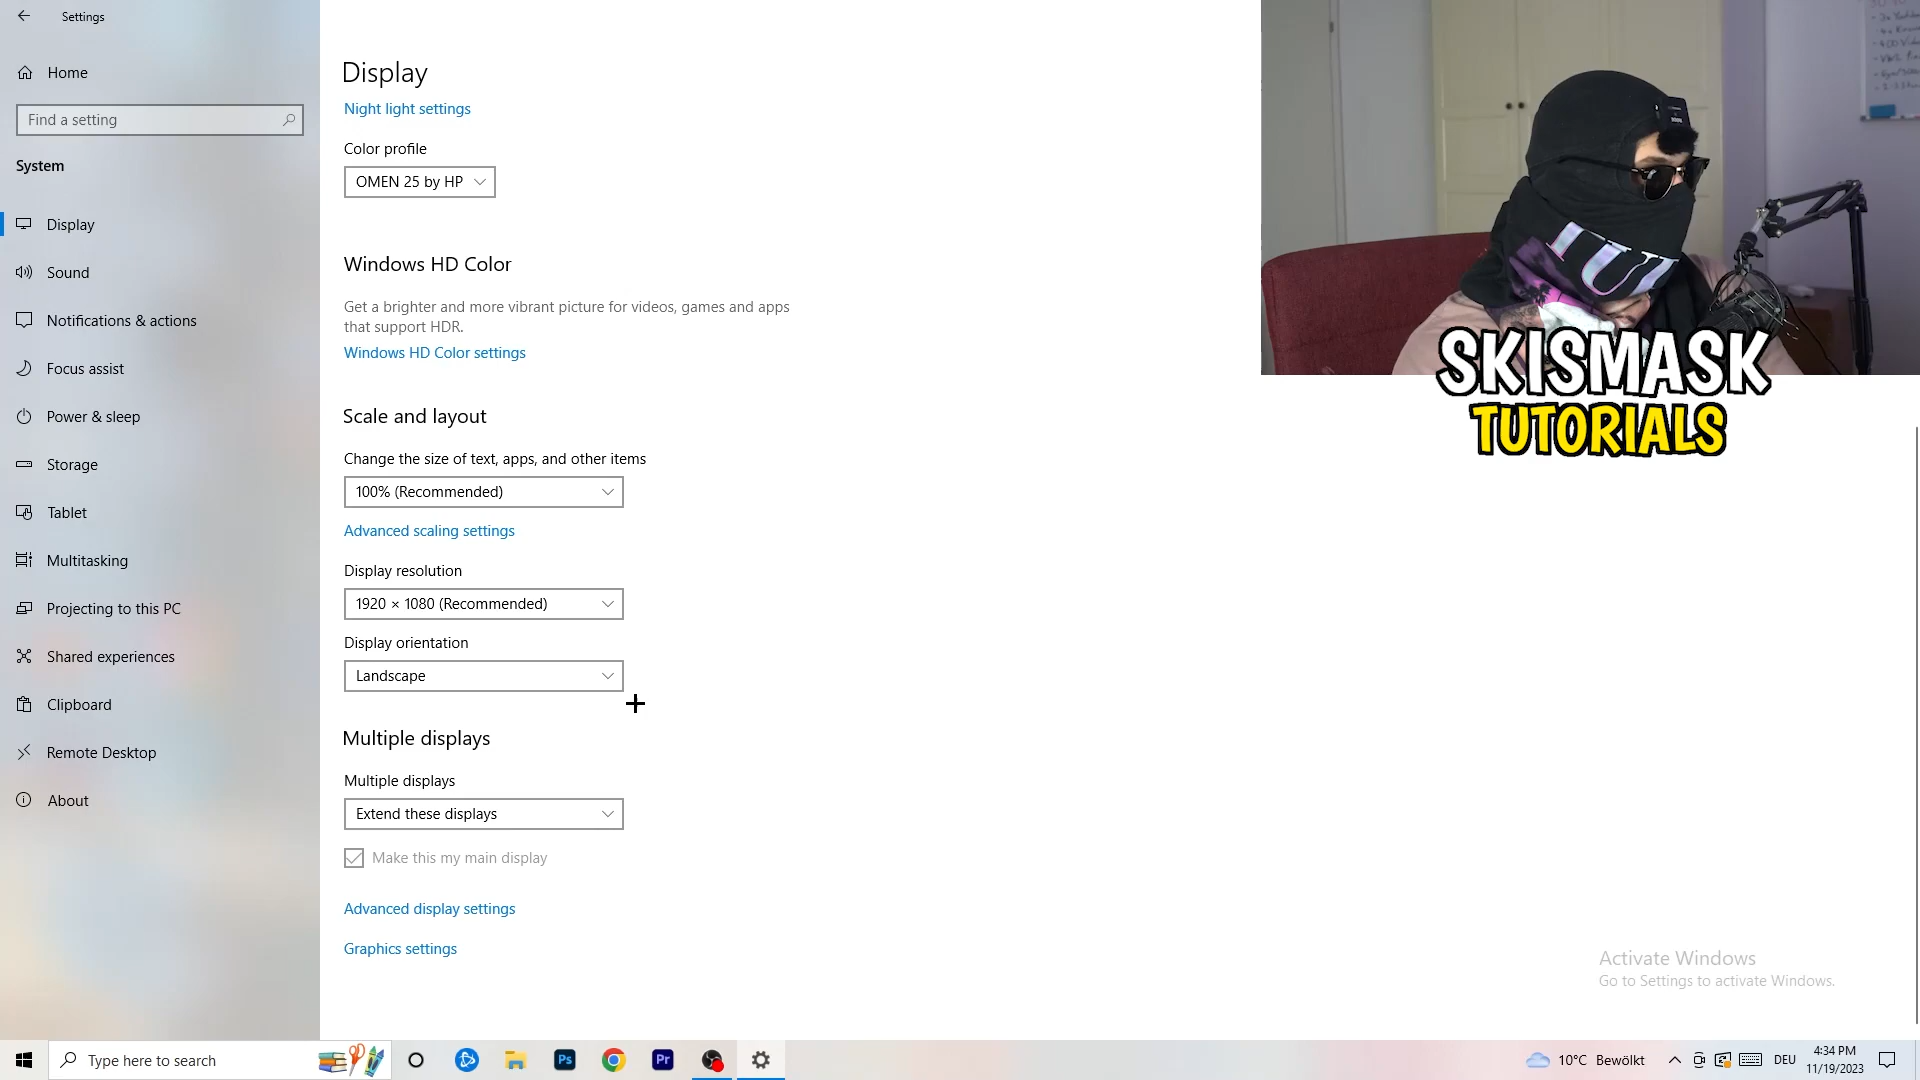 Settings
Home
Find a setting
System
Display
Sound
Notifications & actions
Focus assist
Power & sleep
Storage
Tablet
Multitasking
Projecting to this PC
Shared experiences
Clipboard
Remote Desktop
About
Display
Night light settings
Color profile
OMEN 25 by HP
Windows HD Color
Get a brighter and more vibrant picture for videos, games and apps
that support HDR.
Windows HD Color settings
Scale and layout
Change the size of text, apps, and other items
100% (Recommended)
Advanced scaling settings
Display resolution
1920 × 1080 (Recommended)
Display orientation
Landscape
Multiple displays
Multiple displays
Extend these displays
Make this my main display
Advanced display settings
Graphics settings
SKISMASK
TUTORIALS
Activate Windows
Go to Settings to activate Windows.
Type here to search
Ps
Pr
10°C Bewölkt
DEU
4:34 PM
11/19/2023